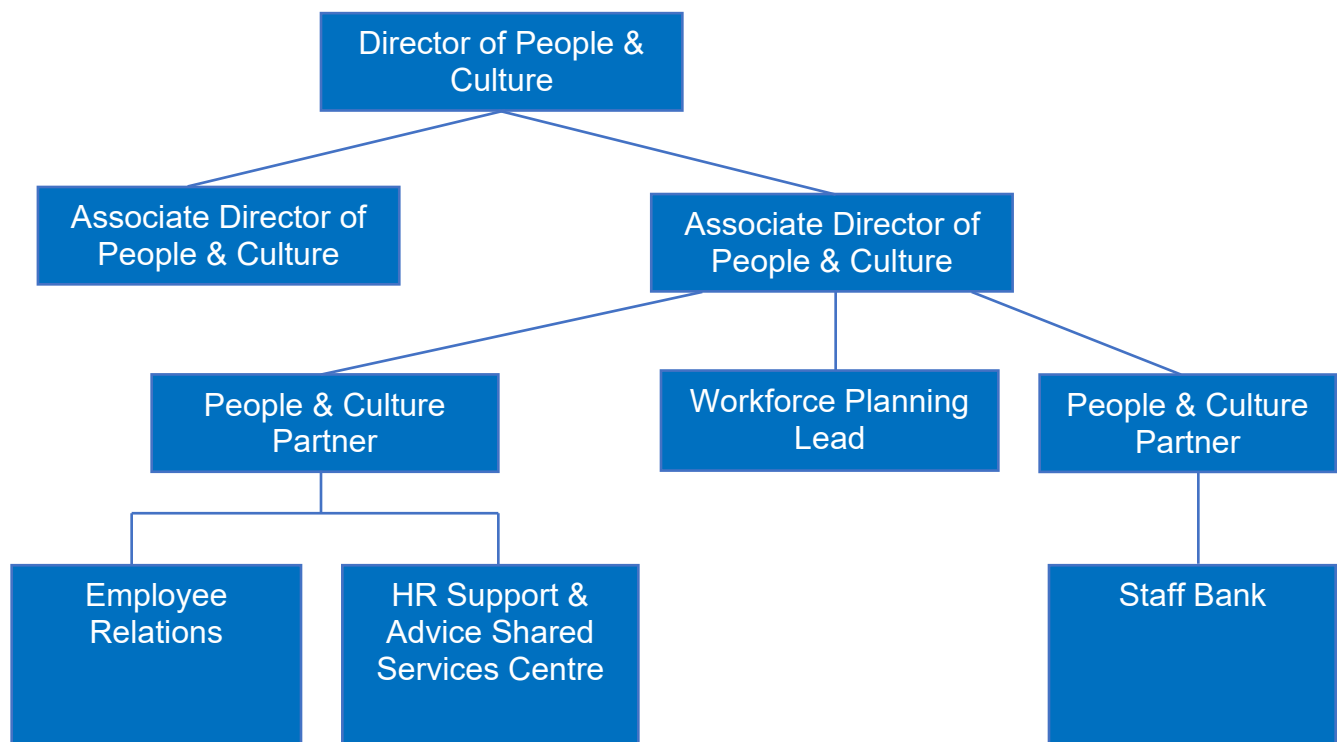 Director of People &
Culture
Associate Director of
People & Culture
Associate Director of
People & Culture
People & Culture
Partner
Workforce Planning
Lead
People & Culture
Partner
Employee
Relations
HR Support &
Advice Shared
Services Centre
Staff Bank